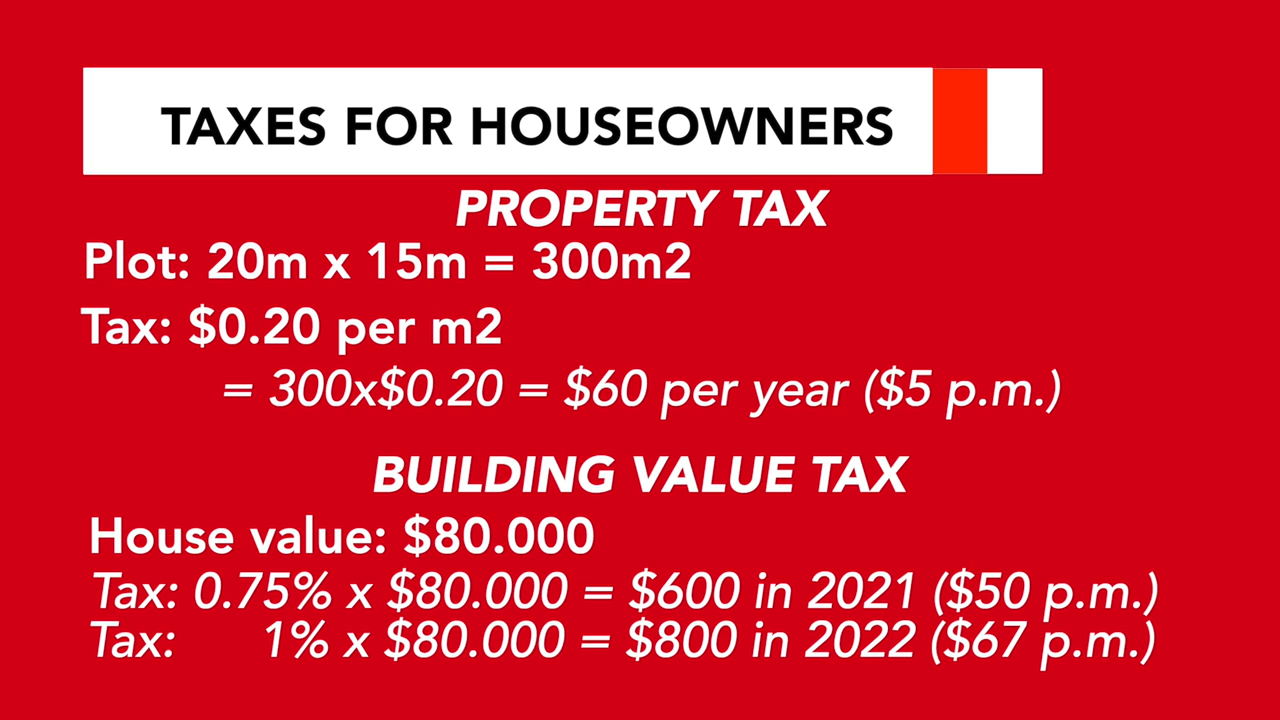 TAXES FOR HOUSEOWNERS
PROPERTY TAX
Plot: 20m x 15m = 300m2
Tax: $0.20 per m2
= 300x$0.20 = $60 per year ($5 p.m.)
BUILDING VALUE TAX
House value: $80.000
Tax: 0.75% x $80.000 = $600 in 2021 ($50 p.m.)
Tax: 1% x $80.000 = $800 in 2022 ($67 p.m.)